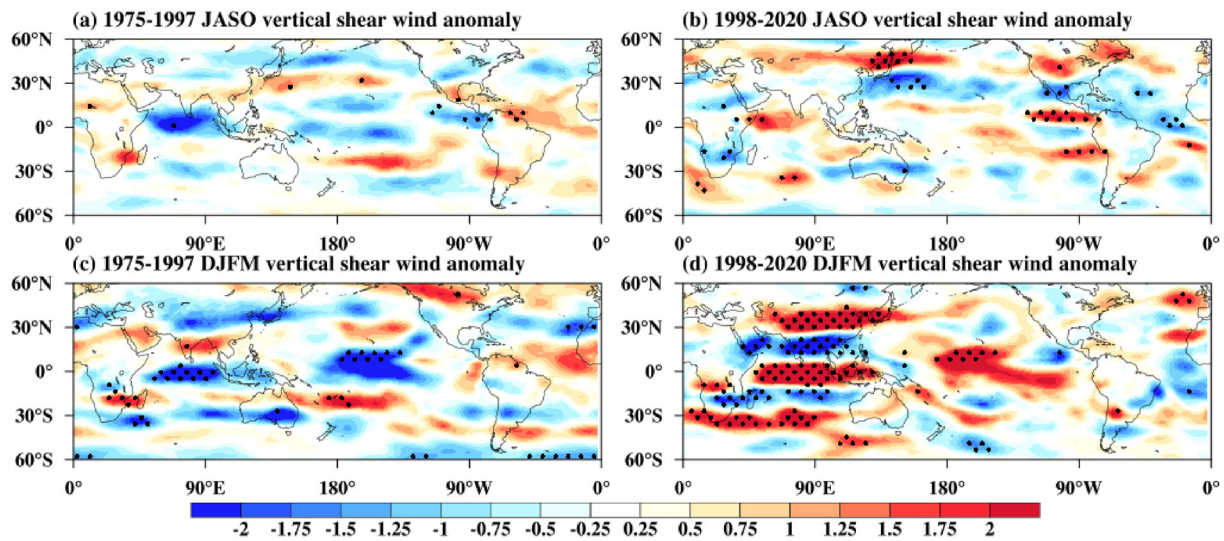 (a) 1975-1997 JASO vertical shear wind anomaly
(b) 1998-2020 JASO vertical shear wind anomaly
60°N
30°N
0°
30°S
60°S
0° 90°E 180° 90°W 0°
60°N
30°N
0°
30°S
60°S
0° 90°E 180° 90°W 0°
(c) 1975-1997 DJFM vertical shear wind anomaly
(d) 1998-2020 DJFM vertical shear wind anomaly
60°N
30°N
0°
30°S
60°S
0° 90°E 180° 90°W 0°
60°N
30°N
0°
30°S
60°S
0° 90°E 180° 90°W 0°
-2 -1.75 -1.5 -1.25 -1 -0.75 -0.5 -0.25 0.25 0.5 0.75 1 1.25 1.5 1.75 2